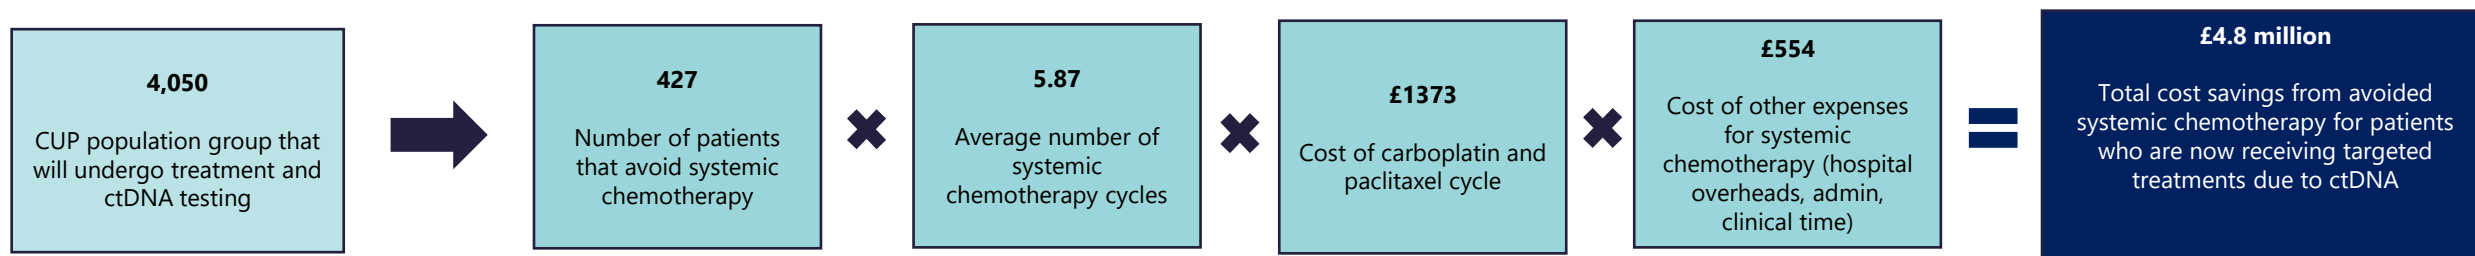 4,050
CUP population group that
will undergo treatment and
ctDNA testing
427
Number of patients
that avoid systemic
chemotherapy
5.87
Average number of
systemic
chemotherapy cycles
£1373
Cost of carboplatin and
paclitaxel cycle
£554
Cost of other expenses
for systemic
chemotherapy (hospital
overheads, admin,
clinical time)
£4.8 million
Total cost savings from avoided
systemic chemotherapy for patients
who are now receiving targeted
treatments due to ctDNA